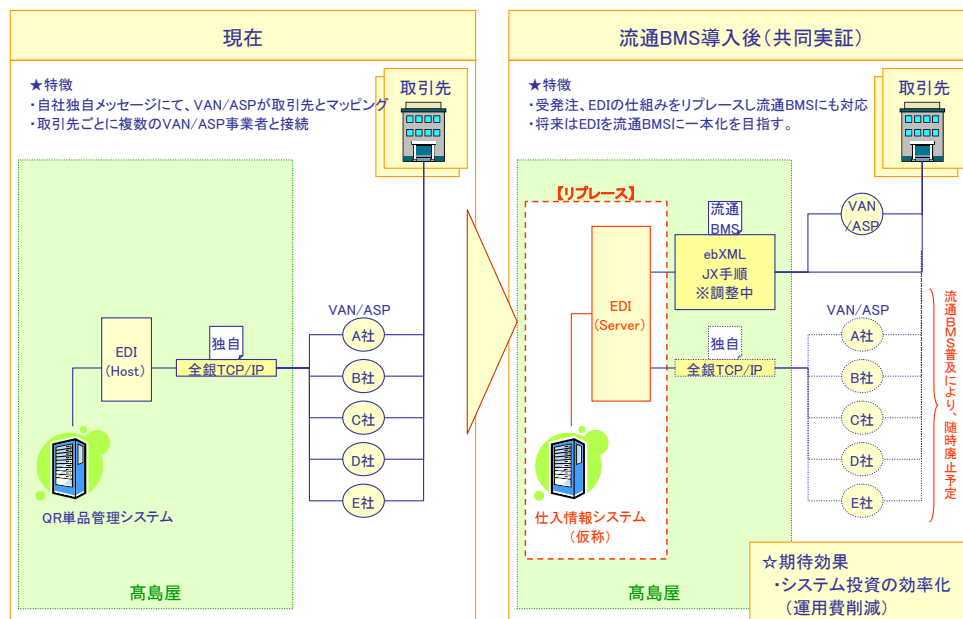 現在
★特徴
・自社独自メッセージにて、VAN/ASPが取引先とマッピング
・取引先ごとに複数のVAN/ASP事業者と接続
取引先
VAN/ASP
EDI
(Host)
独自
全銀TCP/IP
A社
B社
C社
D社
E社
QR単品管理システム
髙島屋
流通BMS導入後（共同実証）
★特徴
・受発注、EDIの仕組みをリプレースし流通BMSにも対応
・将来はEDIを流通BMSに一本化を目指す。
取引先
【リプレース】
流通
BMS
VAN
/ASP
ebXML
JX手順
※調整中
EDI
(Server)
VAN/ASP
独自
全銀TCP/IP
A社
B社
C社
D社
E社
流通BMS普及により、随時廃止予定
仕入情報システム
（仮称）
髙島屋
☆期待効果
・システム投資の効率化
（運用費削減）